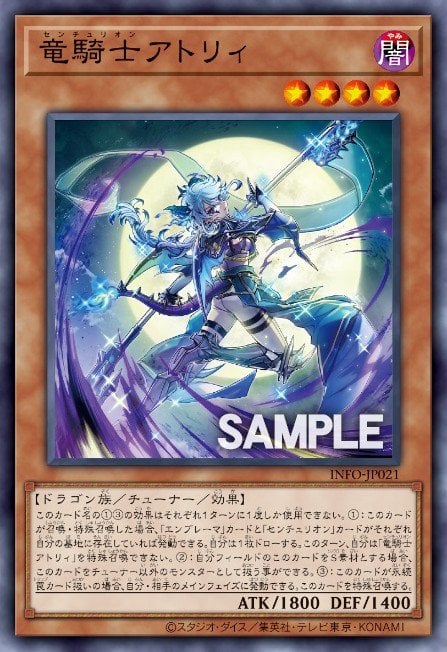 センチュリオン
竜騎士アトリィ
やみ
闇
SAMPLE
INFO-JP021
【ドラゴン族／チューナー／効果】
このカード名の①③の効果はそれぞれ１ターンに１度しか使用できない。①：このカード
が召喚・特殊召喚した場合、「エンブレーマ」カードと「センチュリオン」カードがそれぞれ
自分の墓地に存在していれば発動できる。自分は１枚ドローする。このターン、自分は「竜騎士
アトリィ」を特殊召喚できない。②：自分フィールドのこのカードをS素材とする場合、
このカードをチューナー以外のモンスターとして扱う事ができる。③：このカードが永続
罠カード扱いの場合、自分・相手のメインフェイズに発動できる。このカードを特殊召喚する。
ATK/1800 DEF/1400
©スタジオ・ダイス／集英社・テレビ東京・KONAMI